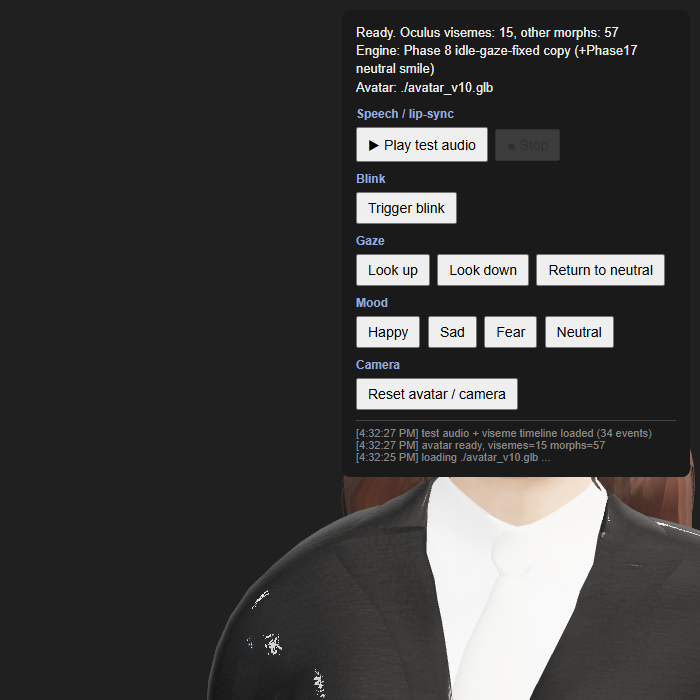 Ready. Oculus visemes: 15, other morphs: 57
Engine: Phase 8 idle-gaze-fixed copy (+Phase17
neutral smile)
Avatar: ./avatar_v10.glb
Speech / lip-sync
▶ Play test audio
■ Stop
Blink
Trigger blink
Gaze
Look up
Look down
Return to neutral
Mood
Happy
Sad
Fear
Neutral
Camera
Reset avatar / camera
[4:32:27 PM] test audio + viseme timeline loaded (34 events)
[4:32:27 PM] avatar ready, visemes=15 morphs=57
[4:32:25 PM] loading ./avatar_v10.glb ...